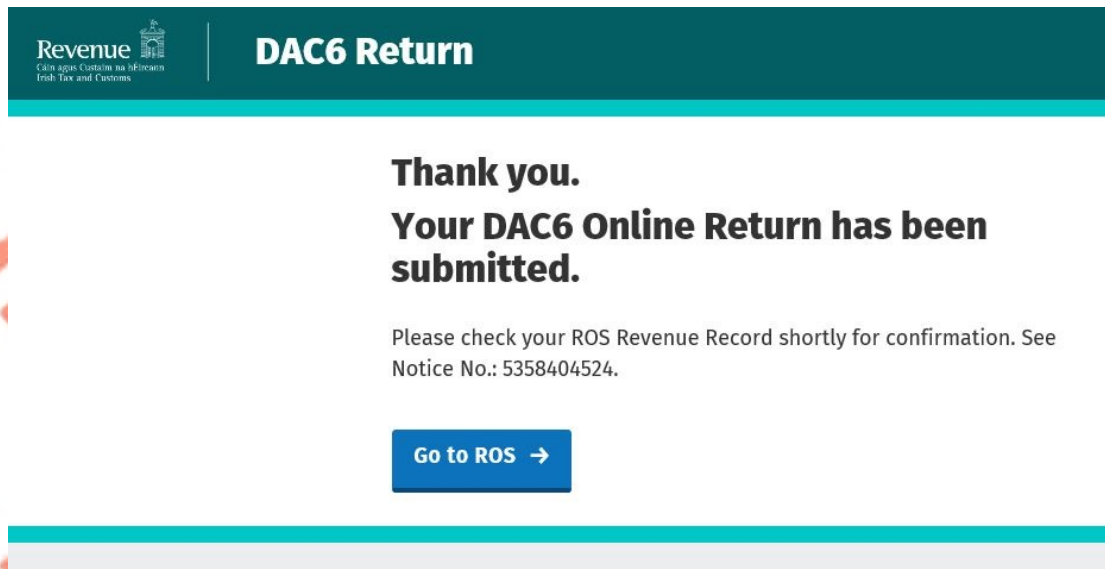 Revenue
Cáin agus Custaim na hÉireann
Irish Tax and Customs
DAC6 Return
Thank you.
Your DAC6 Online Return has been
submitted.
Please check your ROS Revenue Record shortly for confirmation. See
Notice No.: 5358404524.
Go to ROS →